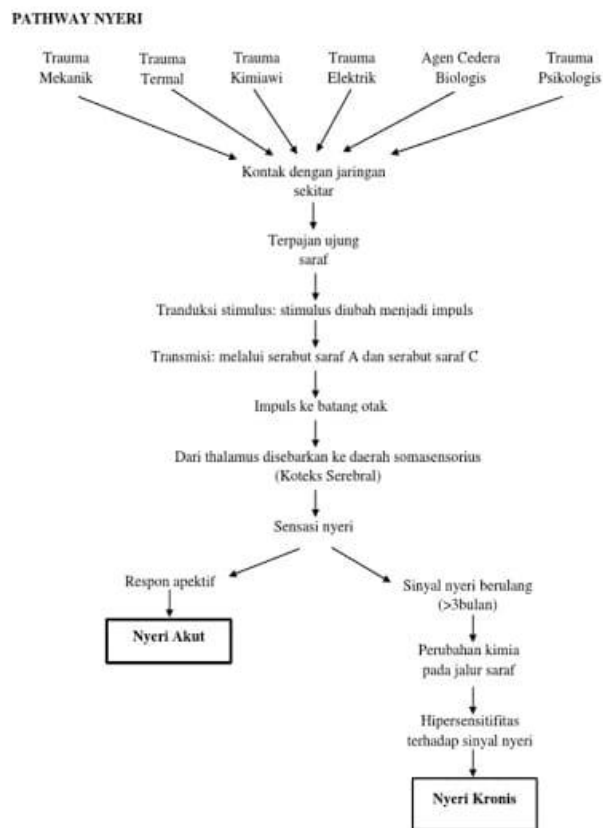 PATHWAY NYERI
Trauma
Mekanik
Trauma
Termal
Trauma
Kimiawi
Trauma
Elektrik
Agen Cedera
Biologis
Trauma
Psikologis
Kontak dengan jaringan
sekitar
Terpajan ujung
saraf
Tranduksi stimulus: stimulus diubah menjadi impuls
Transmisi: melalui serabut saraf A dan serabut saraf C
Impuls ke batang otak
Dari thalamus disebarkan ke daerah somasensorius
(Koteks Serebral)
Sensasi nyeri
Respon apektif
Nyeri Akut
Sinyal nyeri berulang
(>3bulan)
Perubahan kimia
pada jalur saraf
Hipersensitifitas
terhadap sinyal nyeri
Nyeri Kronis